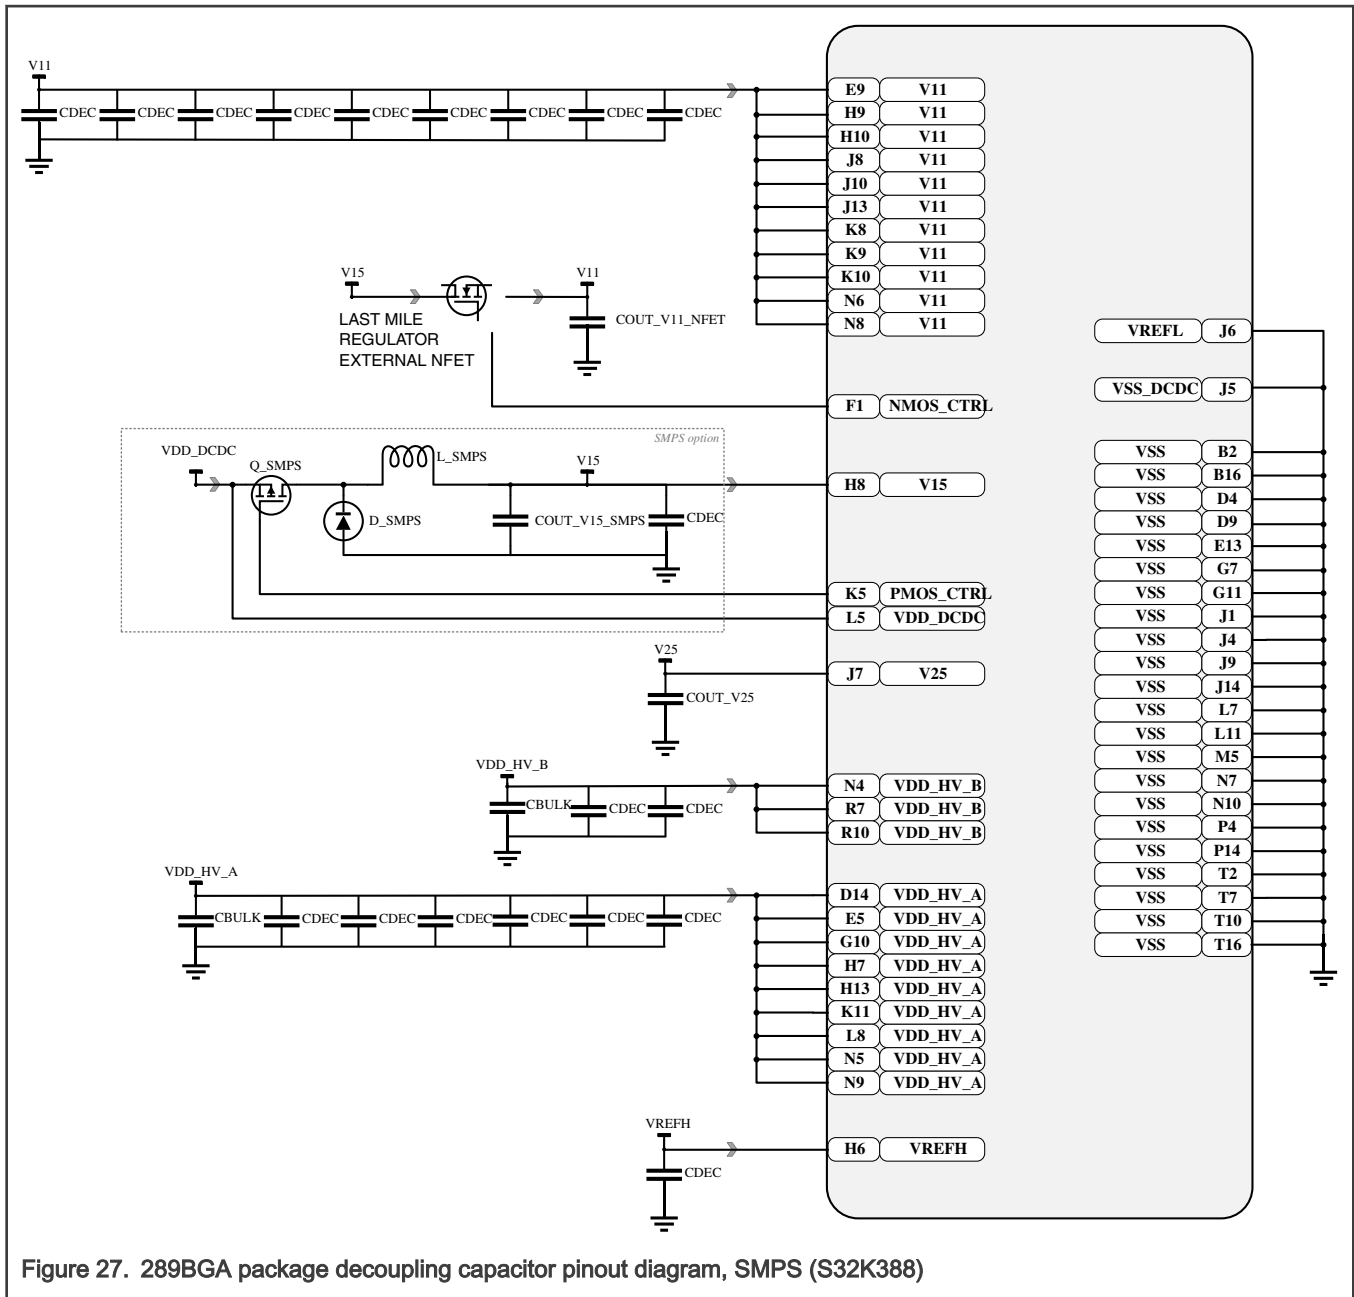 V11
CDEC CDEC CDEC CDEC CDEC CDEC CDEC CDEC CDEC
E9 V11
H9 V11
H10 V11
J8 V11
J10 V11
J13 V11
K8 V11
K9 V11
K10 V11
N6 V11
N8 V11
V15
V11
COUT_V11_NFET
LAST MILE
REGULATOR
EXTERNAL NFET
F1 NMOS_CTRL
SMPS option
VDD_DCDC
Q_SMPS
L_SMPS
V15
D_SMPS
COUT_V15_SMPS
CDEC
H8 V15
K5 PMOS_CTRL
L5 VDD_DCDC
V25
COUT_V25
J7 V25
VDD_HV_B
CBULK CDEC CDEC
N4 VDD_HV_B
R7 VDD_HV_B
R10 VDD_HV_B
VDD_HV_A
CBULK CDEC CDEC CDEC CDEC CDEC CDEC
D14 VDD_HV_A
E5 VDD_HV_A
G10 VDD_HV_A
H7 VDD_HV_A
H13 VDD_HV_A
K11 VDD_HV_A
L8 VDD_HV_A
N5 VDD_HV_A
N9 VDD_HV_A
VREFH
CDEC
H6 VREFH
VREFL J6
VSS_DCDC J5
VSS B2
VSS B16
VSS D4
VSS D9
VSS E13
VSS G7
VSS G11
VSS J1
VSS J4
VSS J9
VSS J14
VSS L7
VSS L11
VSS M5
VSS N7
VSS N10
VSS P4
VSS P14
VSS T2
VSS T7
VSS T10
VSS T16
Figure 27. 289BGA package decoupling capacitor pinout diagram, SMPS (S32K388)